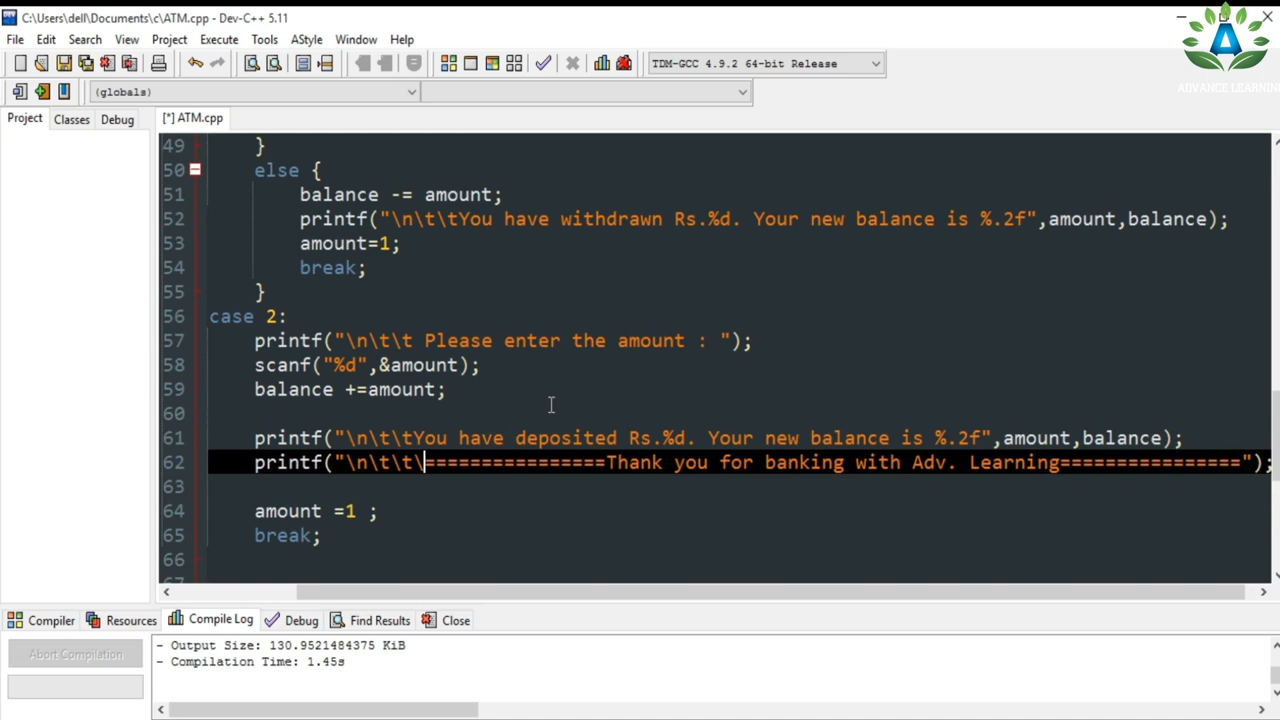 C:\Users\dell\Documents\c\ATM.cpp - Dev-C++ 5.11
File Edit Search View Project Execute Tools AStyle Window Help
TDM-GCC 4.9.2 64-bit Release
ADVANCE LEARNIN
(globals)
Project Classes Debug [*] ATM.cpp
49 }
50 else {
51 balance -= amount;
52 printf("\n\t\tYou have withdrawn Rs.%d. Your new balance is %.2f",amount,balance);
53 amount=1;
54 break;
55 }
56 case 2:
57 printf("\n\t\t Please enter the amount : ");
58 scanf("%d",&amount);
59 balance +=amount;
60
61 printf("\n\t\tYou have deposited Rs.%d. Your new balance is %.2f",amount,balance);
62 printf("\n\t\t\================Thank you for banking with Adv. Learning================");
63
64 amount =1 ;
65 break;
66
67
Compiler Resources Compile Log Debug Find Results Close
Abort Compilation
- Output Size: 130.9521484375 KiB
- Compilation Time: 1.45s